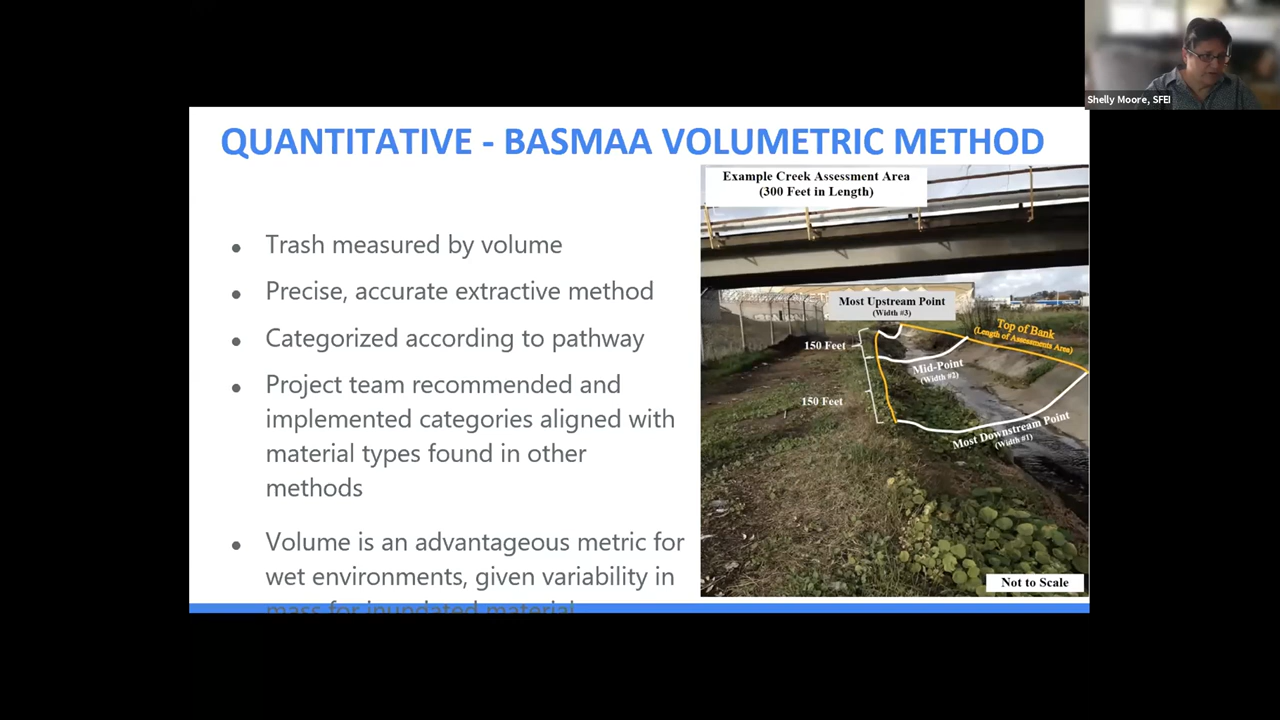 Shelly Moore, SFEI
QUANTITATIVE - BASMAA VOLUMETRIC METHOD
● Trash measured by volume
● Precise, accurate extractive method
● Categorized according to pathway
● Project team recommended and
implemented categories aligned with
material types found in other
methods
● Volume is an advantageous metric for
wet environments, given variability in
mass for inundated material
Example Creek Assessment Area
(300 Feet in Length)
Most Upstream Point
(Width #3)
150 Feet
Top of Bank
(Length of Assessments Area)
Mid-Point
(Width #2)
150 Feet
Most Downstream Point
(Width #1)
Not to Scale